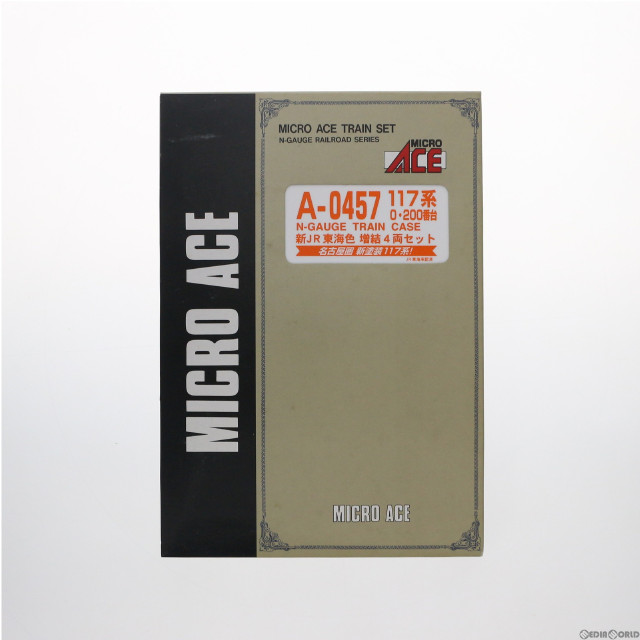 MICRO ACE
MICRO ACE TRAIN SET
N-GAUGE RAILROAD SERIES
MICRO
ACE
A-0457 117系
0・200番台
N-GAUGE TRAIN CASE
新JR東海色 増結4両セット
名古屋圏 新塗装117系!
MICRO ACE
MEDIAWORLD